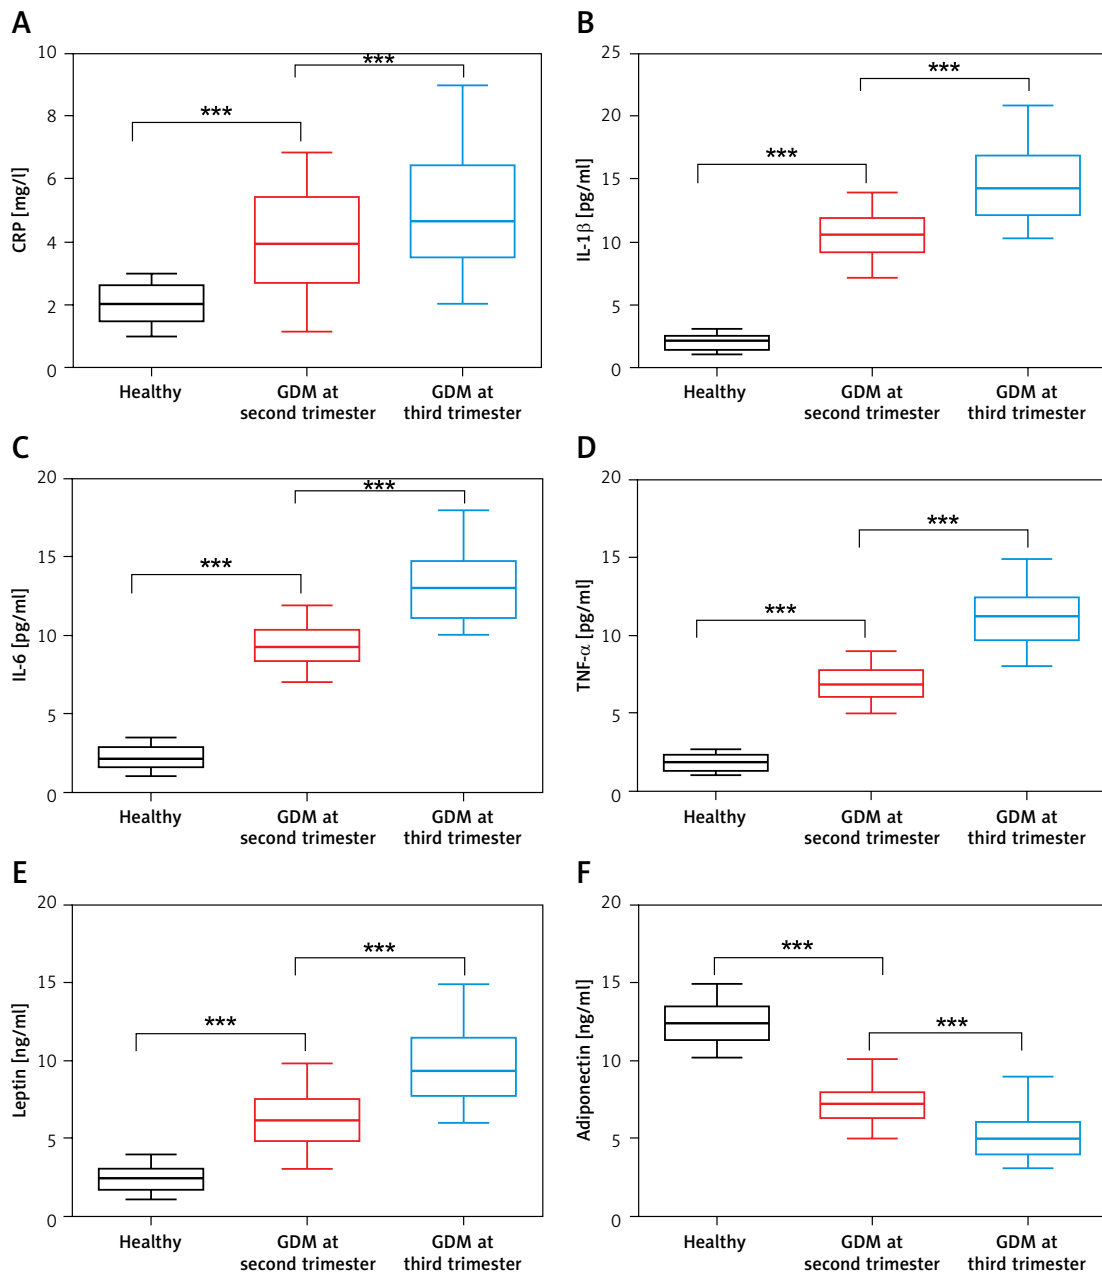 A
CRP [mg/l]
10
8
6
4
2
0
***
***
Healthy
GDM at
second trimester
GDM at
third trimester
B
IL-1β [pg/ml]
25
20
15
10
5
0
***
***
Healthy
GDM at
second trimester
GDM at
third trimester
C
IL-6 [pg/ml]
20
15
10
5
0
***
***
Healthy
GDM at
second trimester
GDM at
third trimester
D
TNF-α [pg/ml]
20
15
10
5
0
***
***
Healthy
GDM at
second trimester
GDM at
third trimester
E
Leptin [ng/ml]
20
15
10
5
0
***
***
Healthy
GDM at
second trimester
GDM at
third trimester
F
Adiponectin [ng/ml]
20
15
10
5
0
***
***
Healthy
GDM at
second trimester
GDM at
third trimester